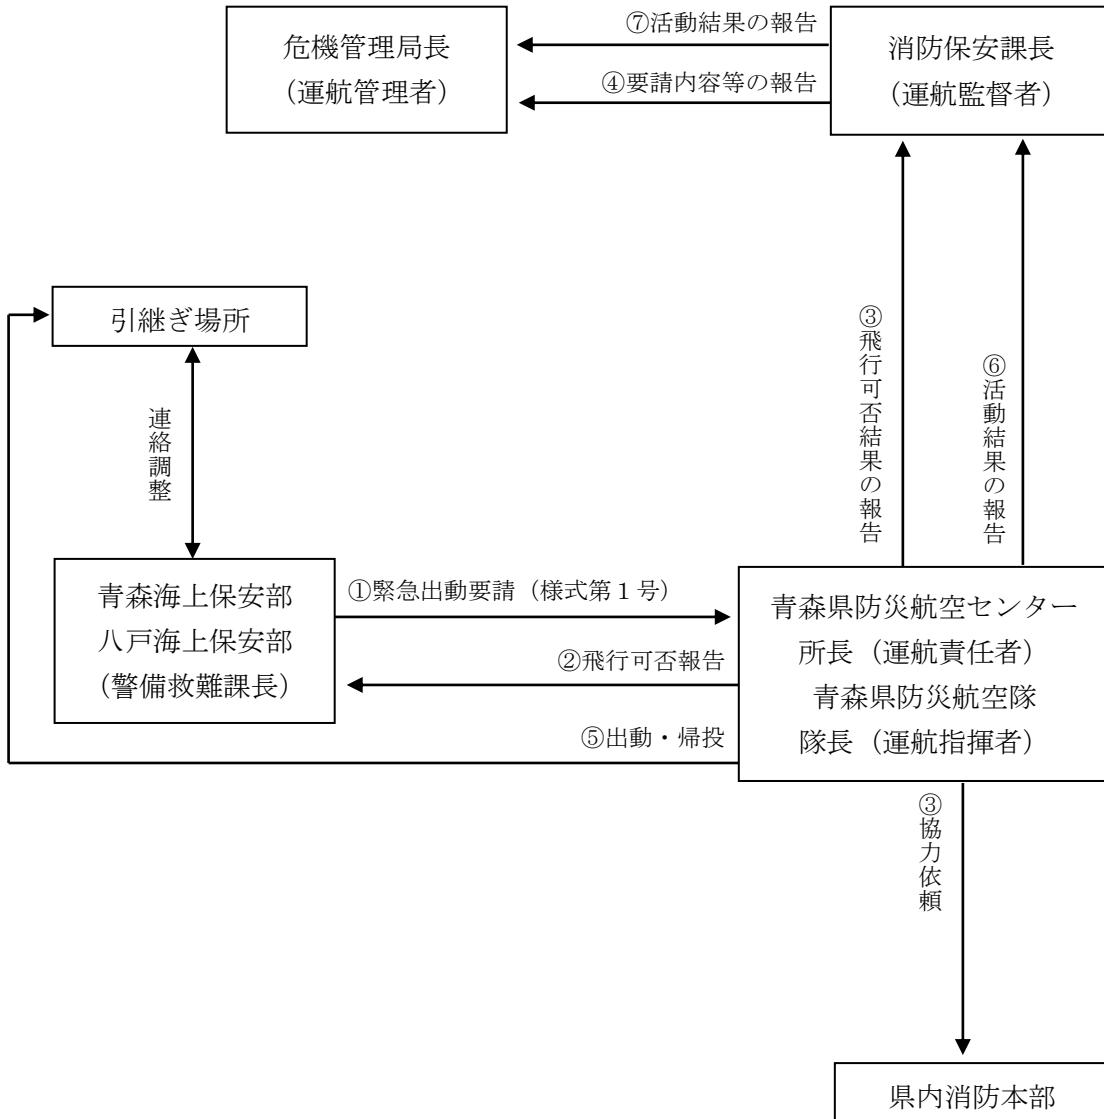 ⑦活動結果の報告
危機管理局長
(運航管理者)
④要請内容等の報告
消防保安課長
(運航監督者)
引継ぎ場所
連絡調整
③飛行可否結果の報告
⑥活動結果の報告
青森海上保安部
八戸海上保安部
(警備救難課長)
①緊急出動要請（様式第１号）
②飛行可否報告
⑤出動・帰投
青森県防災航空センター
所長（運航責任者）
青森県防災航空隊
隊長（運航指揮者）
③協力依頼
県内消防本部